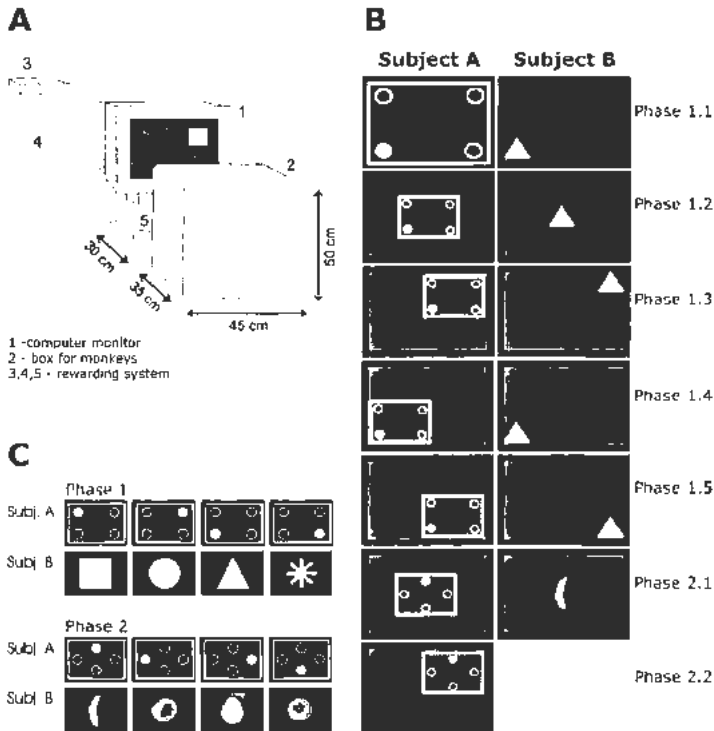 A
3
1
4
2
5
30 cm
35 cm
60 cm
45 cm
1 -computer monitor
2 - box for monkeys
3,4,5 - rewarding system
B
Subject A Subject B
Phase 1.1
Phase 1.2
Phase 1.3
Phase 1.4
Phase 1.5
Phase 2.1
Phase 2.2
C
Phase 1
Subj. A
Subj B
Phase 2
Subj A
Subj B